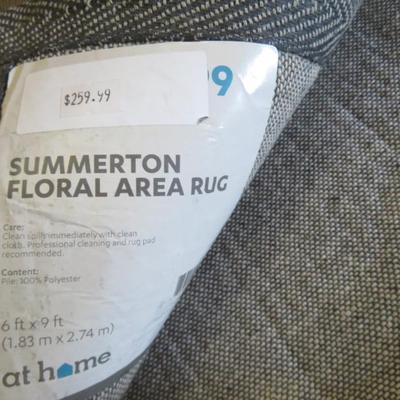 9
$259.99
SUMMERTON
FLORAL AREA RUG
Care:
Clean spills immediately with clean
cloth. Professional cleaning and rug pad
recommended.
Content:
Pile: 100% Polyester
6 ft x 9 ft
(1.83 m x 2.74 m)
at home